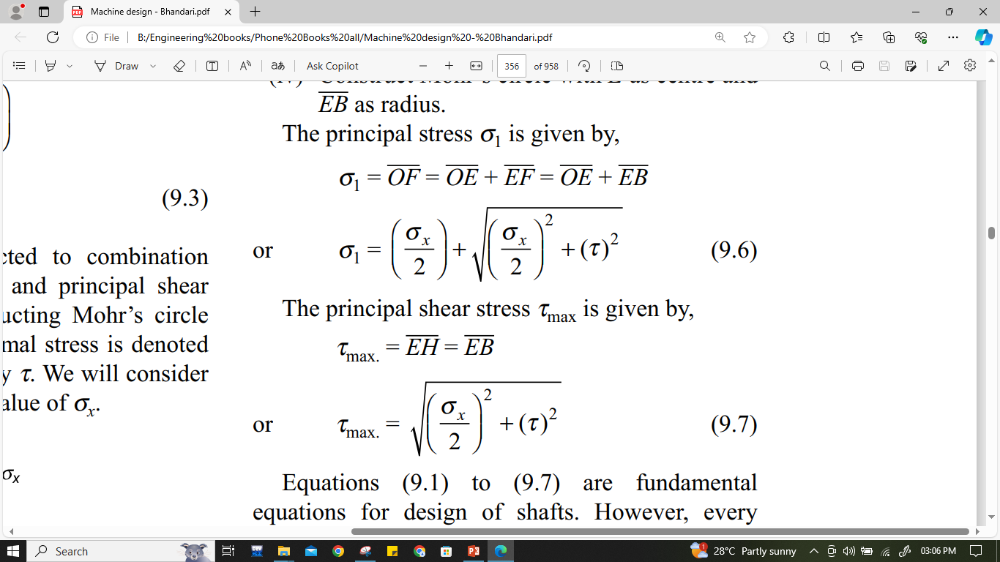 Machine design - Bhandari.pdf
File
B:/Engineering%20books/Phone%20Books%20all/Machine%20design%20-%20Bhandari.pdf
Draw
Ask Copilot
356
of 958
EB as radius.
The principal stress σ₁ is given by,
σ₁ = OF = OE + EF = OE + EB
(9.3)
or σ₁ = (σₓ/2) + √((σₓ/2)² + (τ)²) (9.6)
cted to combination
and principal shear
ucting Mohr's circle
mal stress is denoted
y τ. We will consider
alue of σₓ.
σₓ
The principal shear stress τmax is given by,
τmax. = EH = EB
or τmax. = √((σₓ/2)² + (τ)²) (9.7)
Equations (9.1) to (9.7) are fundamental
equations for design of shafts. However, every
Search
1
28°C Partly sunny
03:06 PM